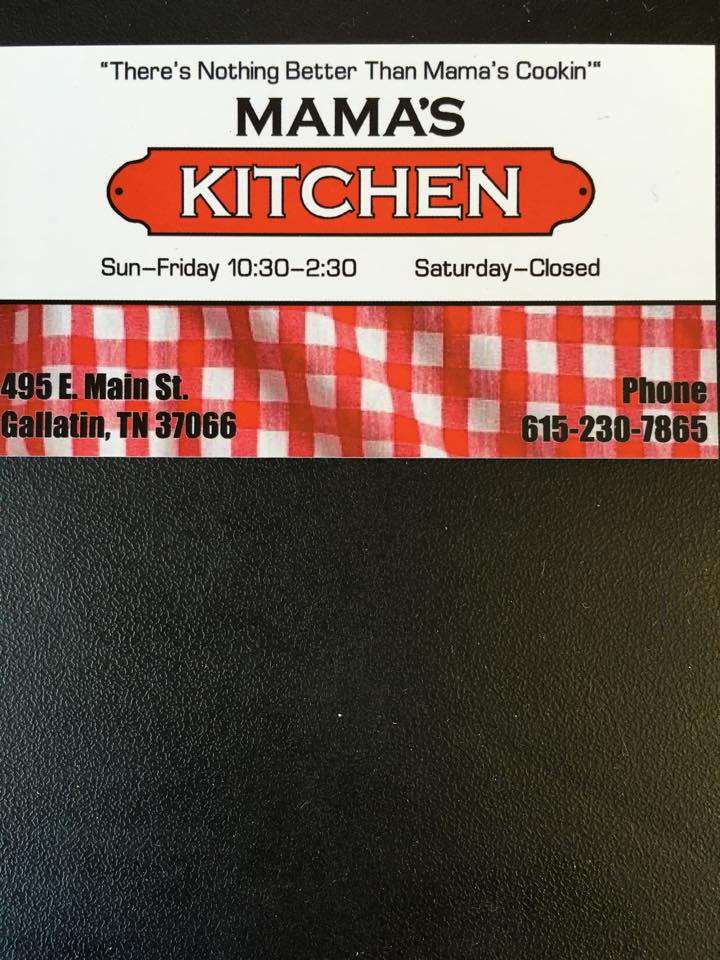 “There's Nothing Better Than Mama's Cookin'“
MAMA'S
KITCHEN
Sun-Friday 10:30-2:30 Saturday-Closed
495 E. Main St.
Gallatin, TN 37066
Phone
615-230-7865